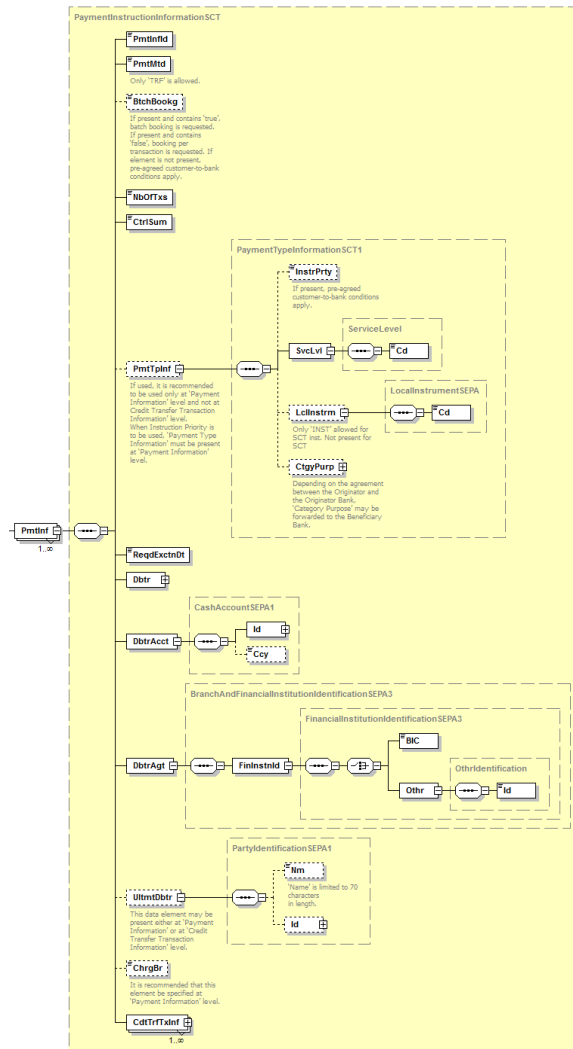 PaymentInstructionInformationSCT
PmtInfId
PmtMtd
Only 'TRF' is allowed.
BtchBookg
If present and contains 'true',
batch booking is requested.
If present and contains
'false', booking per
transaction is requested. If
element is not present,
pre-agreed customer-to-bank
conditions apply.
NbOfTxs
CtrlSum
PaymentTypeInformationSCT1
InstrPrty
If present, pre-agreed
customer-to-bank conditions
apply.
ServiceLevel
SvcLvl
Cd
PmtTpInf
If used, it is recommended
to be used only at 'Payment
Information' level and not at
Credit Transfer Transaction
Information' level.
When Instruction Priority is
to be used, 'Payment Type
Information' must be present
at 'Payment Information'
level.
LocalInstrumentSEPA
LclInstrm
Cd
Only 'INST' allowed for
SCT inst. Not present for
SCT
CtgyPurp
Depending on the agreement
between the Originator and
the Originator Bank.
'Category Purpose' may be
forwarded to the Beneficiary
Bank.
PmtInf
1..∞
ReqdExctnDt
Dbtr
CashAccountSEPA1
DbtrAcct
Id
Ccy
BranchAndFinancialInstitutionIdentificationSEPA3
FinancialInstitutionIdentificationSEPA3
BIC
DbtrAgt
FinInstnId
OthrIdentification
Othr
Id
PartyIdentificationSEPA1
Nm
'Name' is limited to 70
characters
in length.
UltmtDbtr
Id
This data element may be
present either at 'Payment
Information' or at 'Credit
Transfer Transaction
Information' level.
ChrgBr
It is recommended that this
element be specified at
'Payment Information' level.
CdtTrfTxInf
1..∞